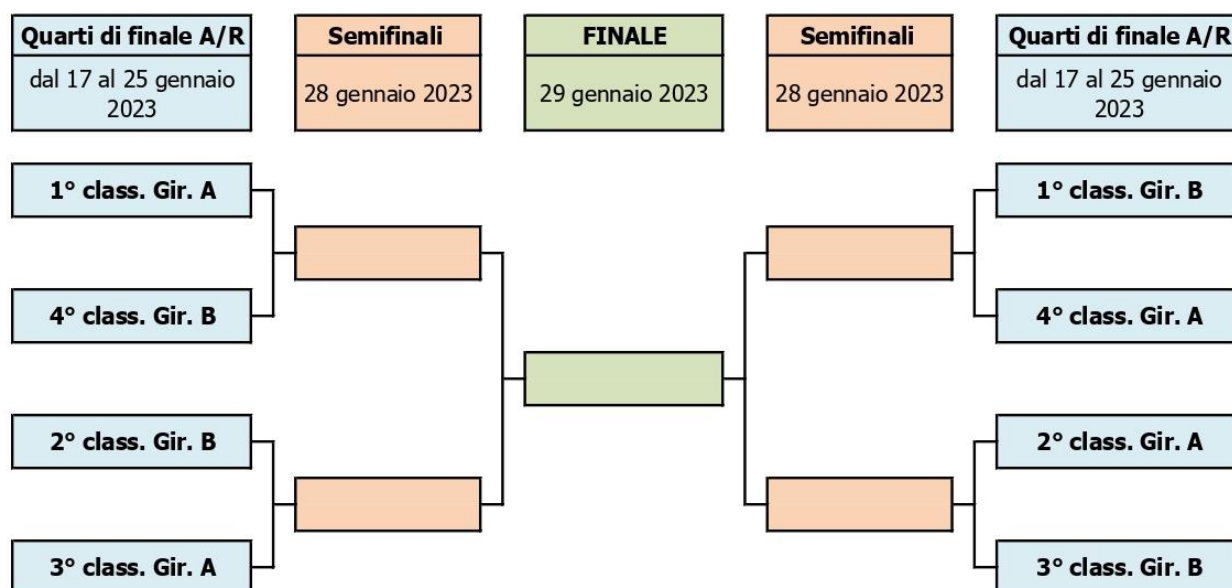 Quarti di finale A/R
dal 17 al 25 gennaio
2023
Semifinali
28 gennaio 2023
FINALE
29 gennaio 2023
Semifinali
28 gennaio 2023
Quarti di finale A/R
dal 17 al 25 gennaio
2023
1° class. Gir. A
4° class. Gir. B
2° class. Gir. B
3° class. Gir. A
1° class. Gir. B
4° class. Gir. A
2° class. Gir. A
3° class. Gir. B